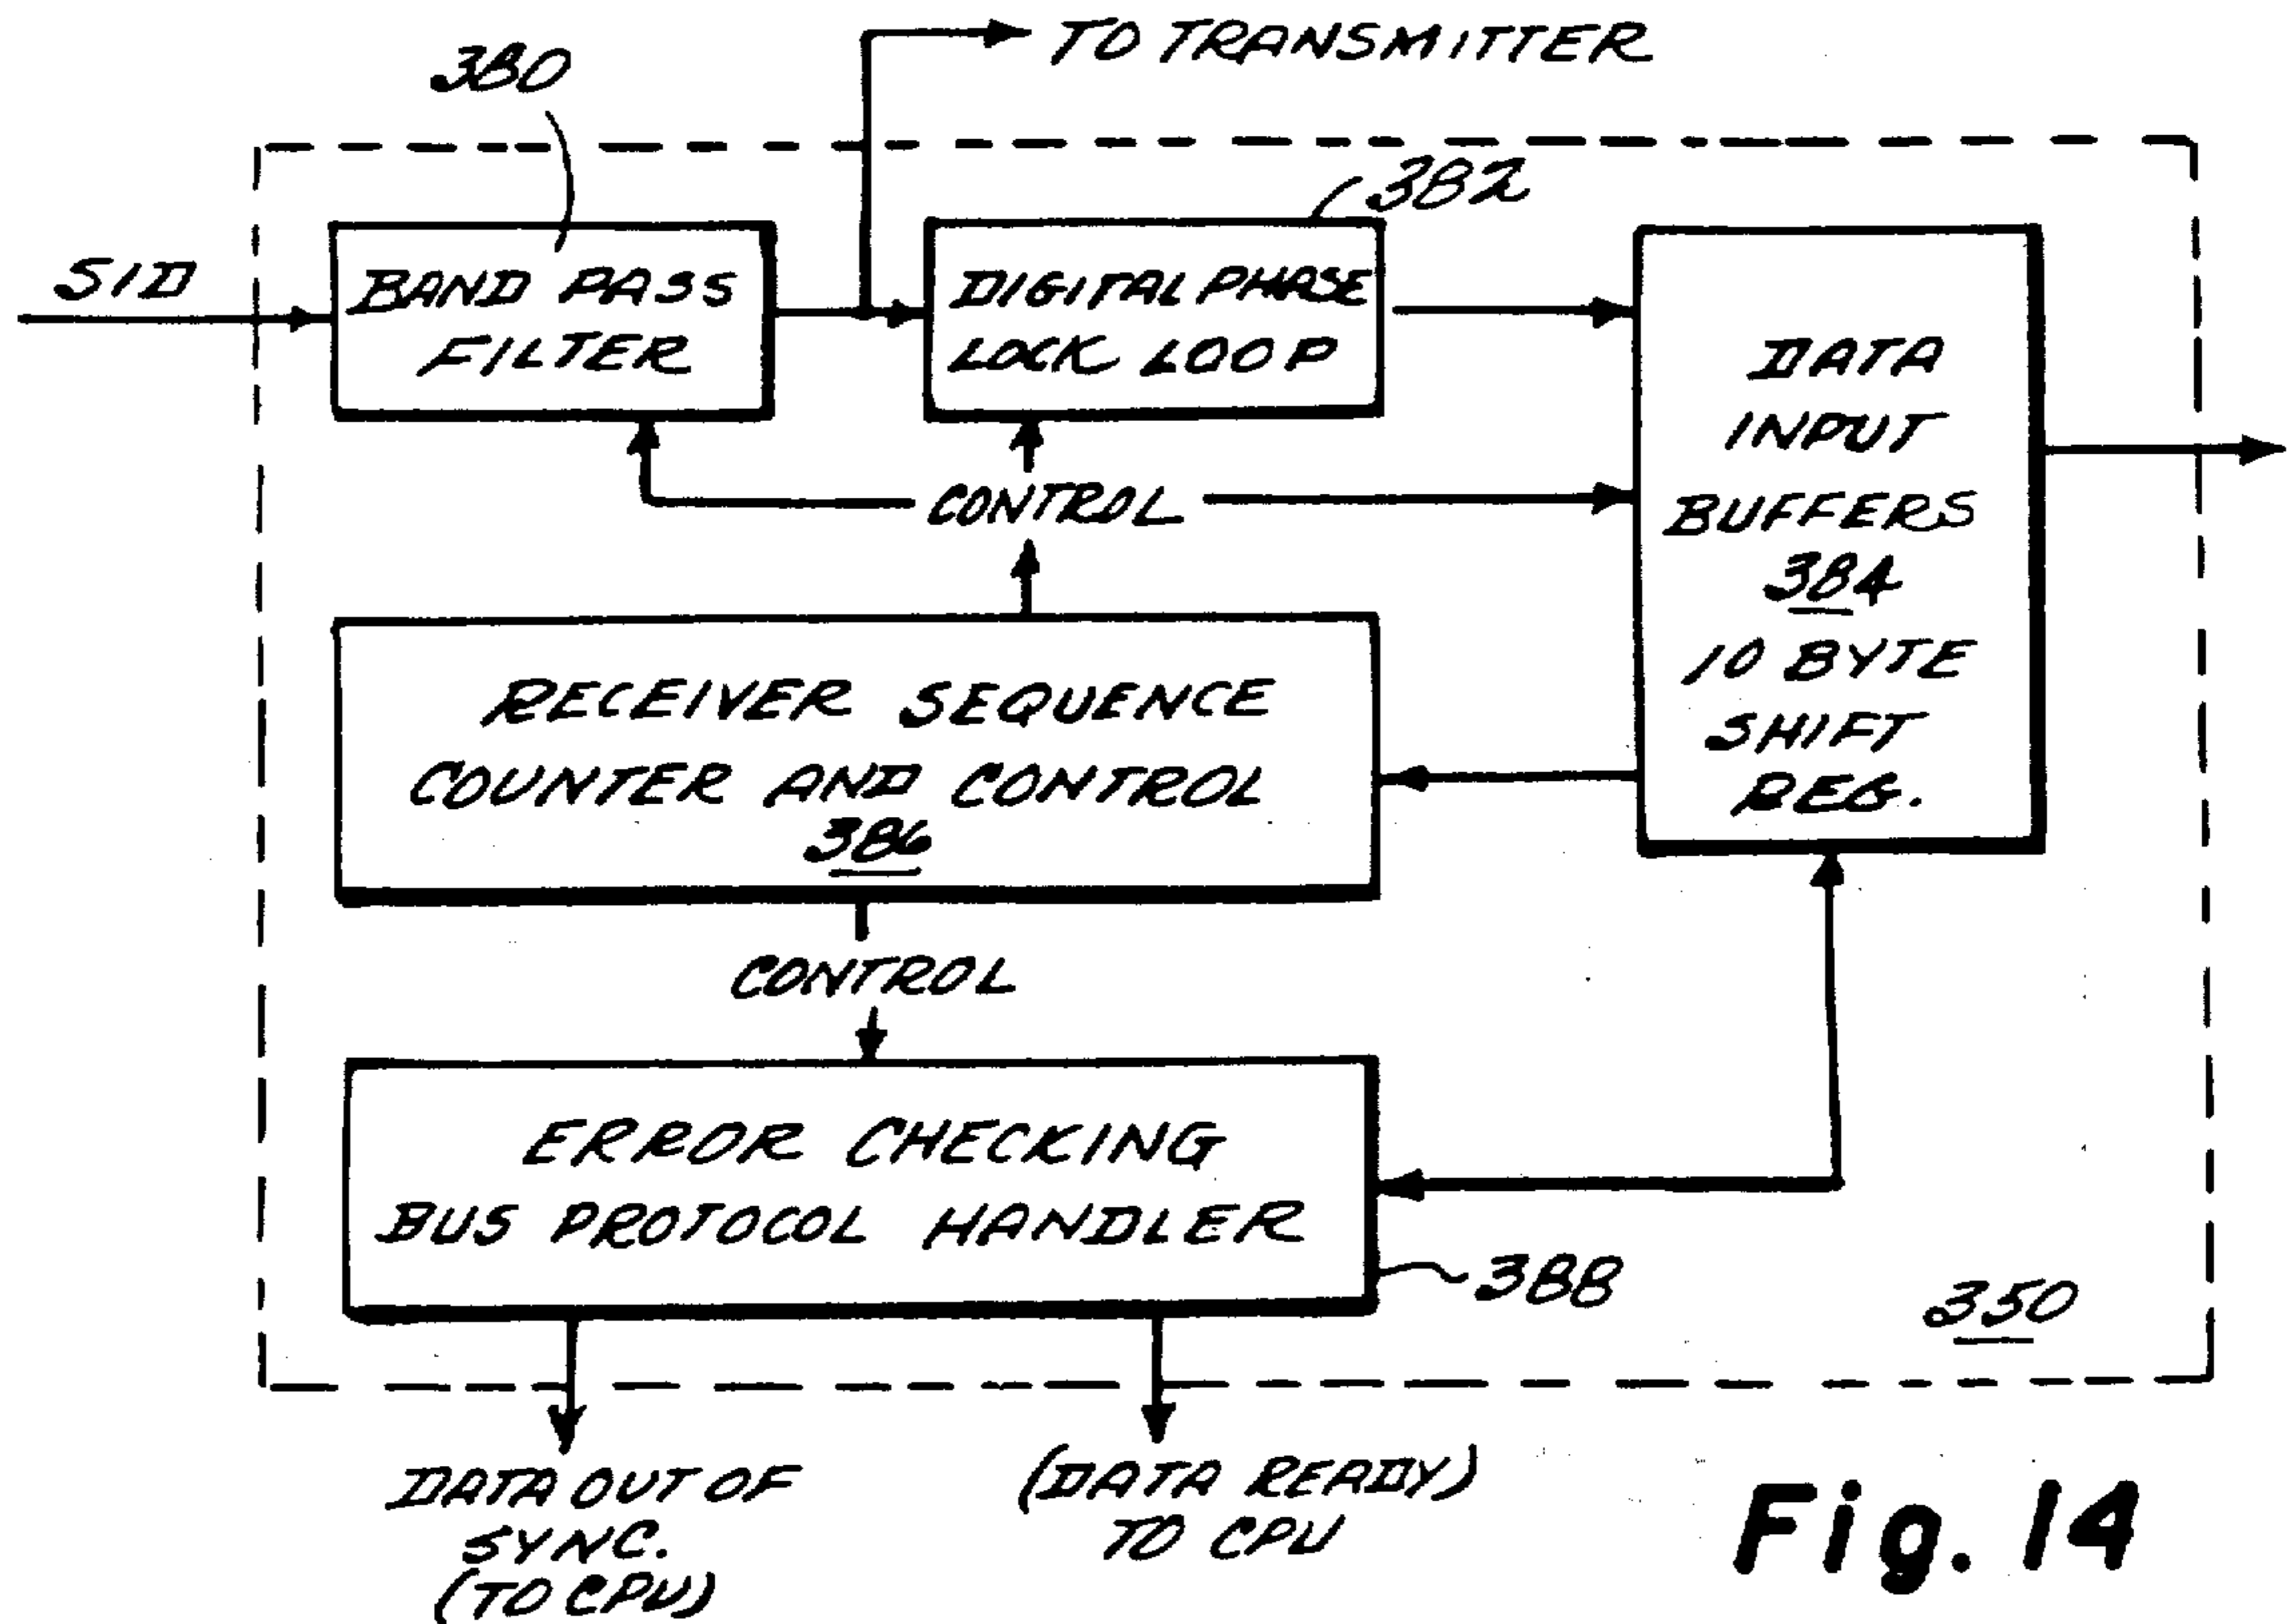 TO TRANSMITTER
380
382
SID
BAND PASS
FILTER
DIGITAL PHASE
LOCK LOOP
DATA
INPUT
BUFFERS
384
10 BYTE
SHIFT
REG.
CONTROL
RECEIVER SEQUENCE
COUNTER AND CONTROL
386
CONTROL
ERROR CHECKING
BUS PROTOCOL HANDLER
388
350
DATA OUT OF
SYNC.
(TO CPU)
(DATA READY)
TO CPU
Fig. 14